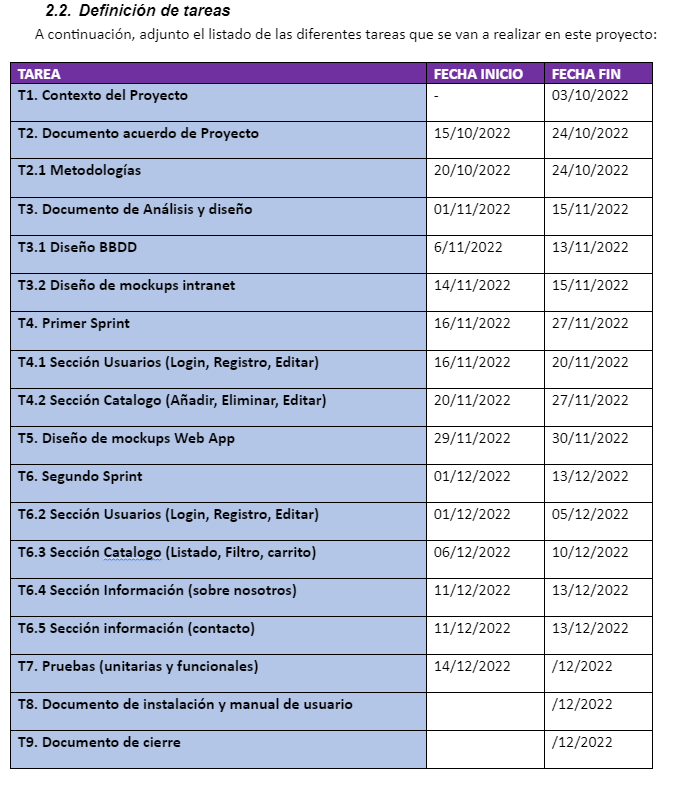 2.2. Definición de tareas
A continuación, adjunto el listado de las diferentes tareas que se van a realizar en este proyecto:
TAREA FECHA INICIO FECHA FIN
T1. Contexto del Proyecto - 03/10/2022
T2. Documento acuerdo de Proyecto 15/10/2022 24/10/2022
T2.1 Metodologías 20/10/2022 24/10/2022
T3. Documento de Análisis y diseño 01/11/2022 15/11/2022
T3.1 Diseño BBDD 6/11/2022 13/11/2022
T3.2 Diseño de mockups intranet 14/11/2022 15/11/2022
T4. Primer Sprint 16/11/2022 27/11/2022
T4.1 Sección Usuarios (Login, Registro, Editar) 16/11/2022 20/11/2022
T4.2 Sección Catalogo (Añadir, Eliminar, Editar) 20/11/2022 27/11/2022
T5. Diseño de mockups Web App 29/11/2022 30/11/2022
T6. Segundo Sprint 01/12/2022 13/12/2022
T6.2 Sección Usuarios (Login, Registro, Editar) 01/12/2022 05/12/2022
T6.3 Sección Catalogo (Listado, Filtro, carrito) 06/12/2022 10/12/2022
T6.4 Sección Información (sobre nosotros) 11/12/2022 13/12/2022
T6.5 Sección información (contacto) 11/12/2022 13/12/2022
T7. Pruebas (unitarias y funcionales) 14/12/2022 /12/2022
T8. Documento de instalación y manual de usuario /12/2022
T9. Documento de cierre /12/2022